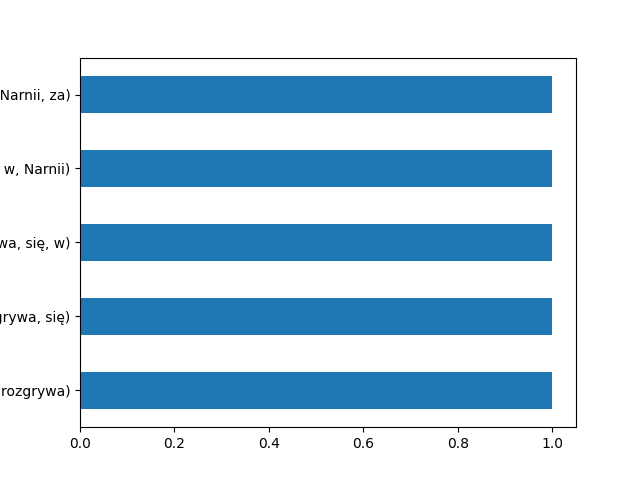 Narnii, za)
w, Narnii)
wa, się, w)
grywa, się)
rozgrywa)
0.0 0.2 0.4 0.6 0.8 1.0